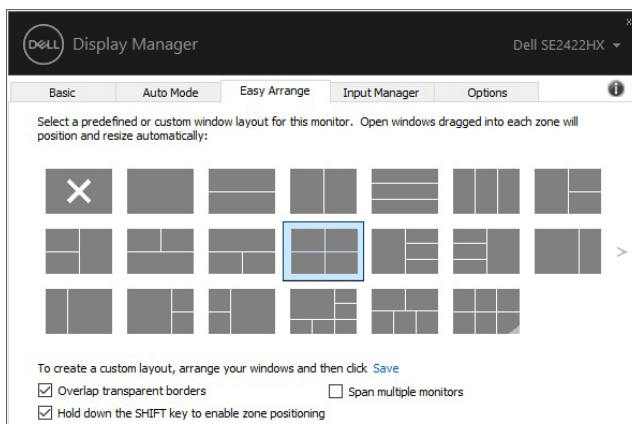 DELL Display Manager Dell SE2422HX
Basic Auto Mode Easy Arrange Input Manager Options
Select a predefined or custom window layout for this monitor. Open windows dragged into each zone will
position and resize automatically:
To create a custom layout, arrange your windows and then click Save
Overlap transparent borders Span multiple monitors
Hold down the SHIFT key to enable zone positioning